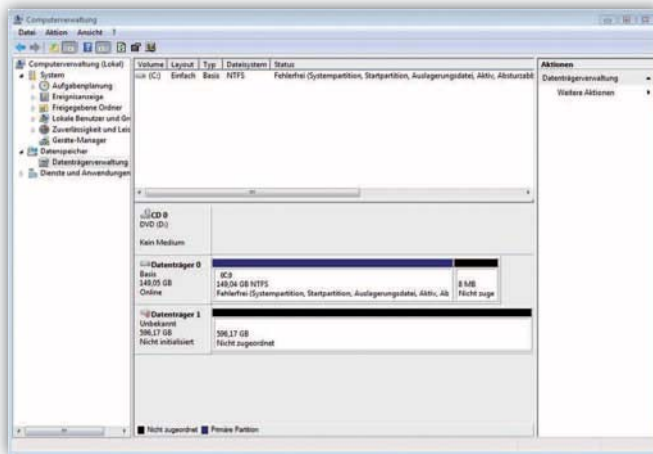 Computerverwaltung
Datei Aktion Ansicht ?
Computerverwaltung (Lokal)
System
Aufgabenplanung
Ereignisanzeige
Freigegebene Ordner
Lokale Benutzer und Gr
Zuverlässigkeit und Leis
Geräte-Manager
Datenspeicher
Datenträgerverwaltung
Dienste und Anwendungen
Volume Layout Typ Dateisystem Status
(C:) Einfach Basis NTFS Fehlerfrei (Systempartition, Startpartition, Auslagerungsdatei, Aktiv, Absturzabb
CD 0
DVD (D:)
Kein Medium
Datenträger 0
Basis
149,05 GB
Online
(C:)
149,04 GB NTFS
Fehlerfrei (Systempartition, Startpartition, Auslagerungsdatei, Aktiv, Ab
8 MB
Nicht zuge
Datenträger 1
Unbekannt
596,17 GB
Nicht initialisiert
596,17 GB
Nicht zugeordnet
Nicht zugeordnet Primäre Partition
Aktionen
Datenträgerverwaltung
Weitere Aktionen